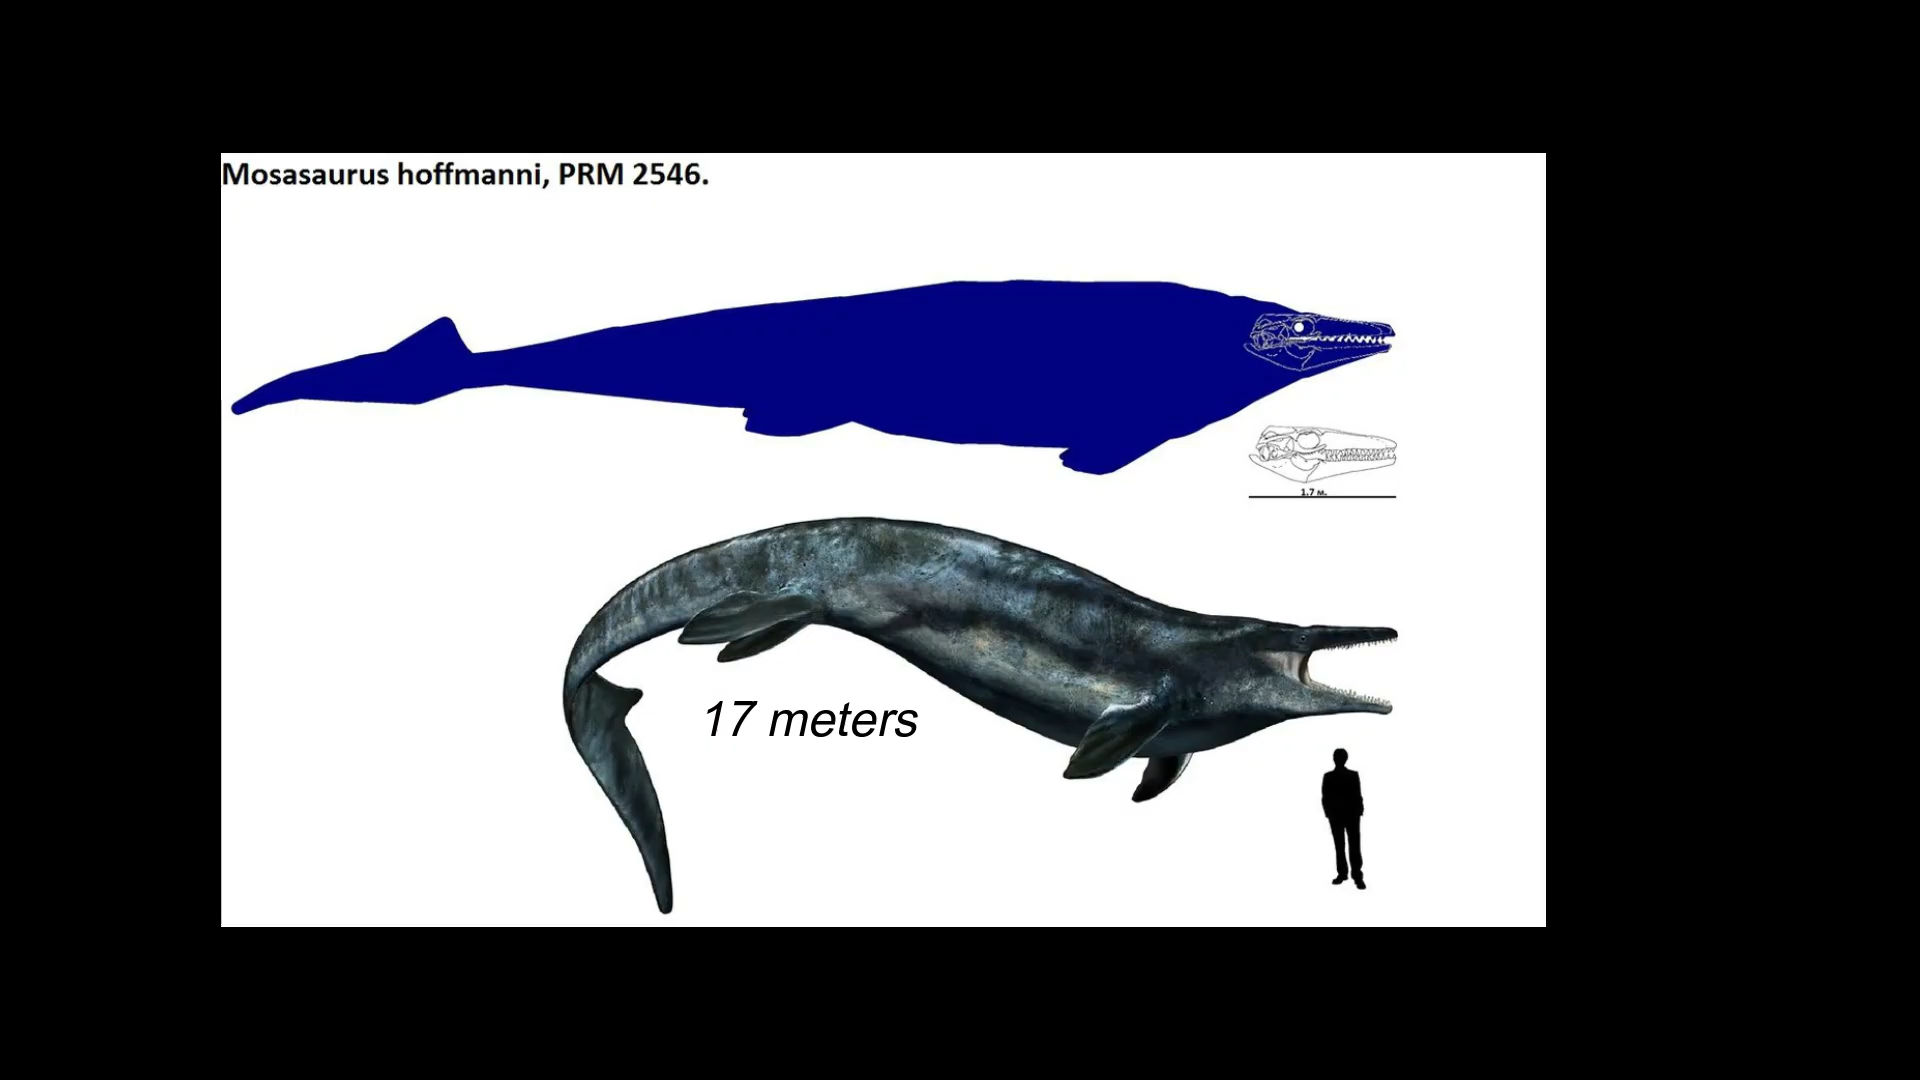 Mosasaurus hoffmanni, PRM 2546.
1.7 м.
17 meters